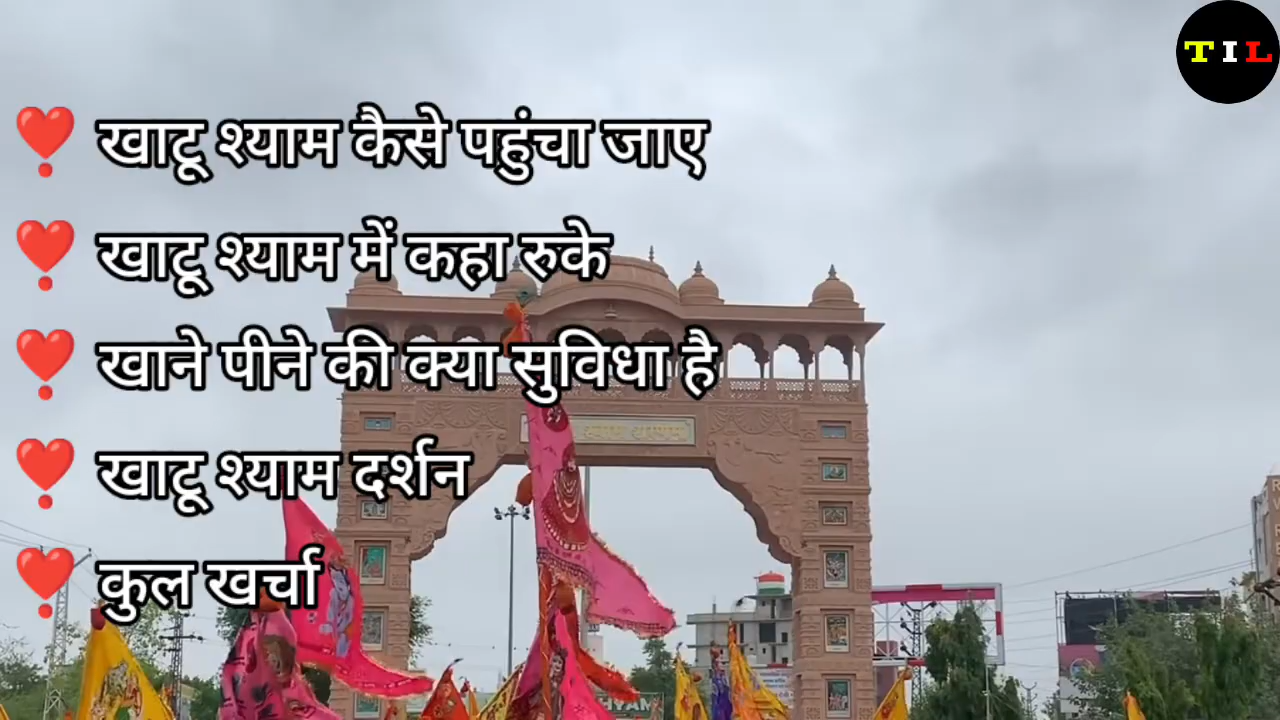 TIL
खाटू श्याम कैसे पहुंचा जाए
खाटू श्याम में कहा रुके
खाने पीने की क्या सुविधा है
खाटू श्याम दर्शन
कुल खर्चा